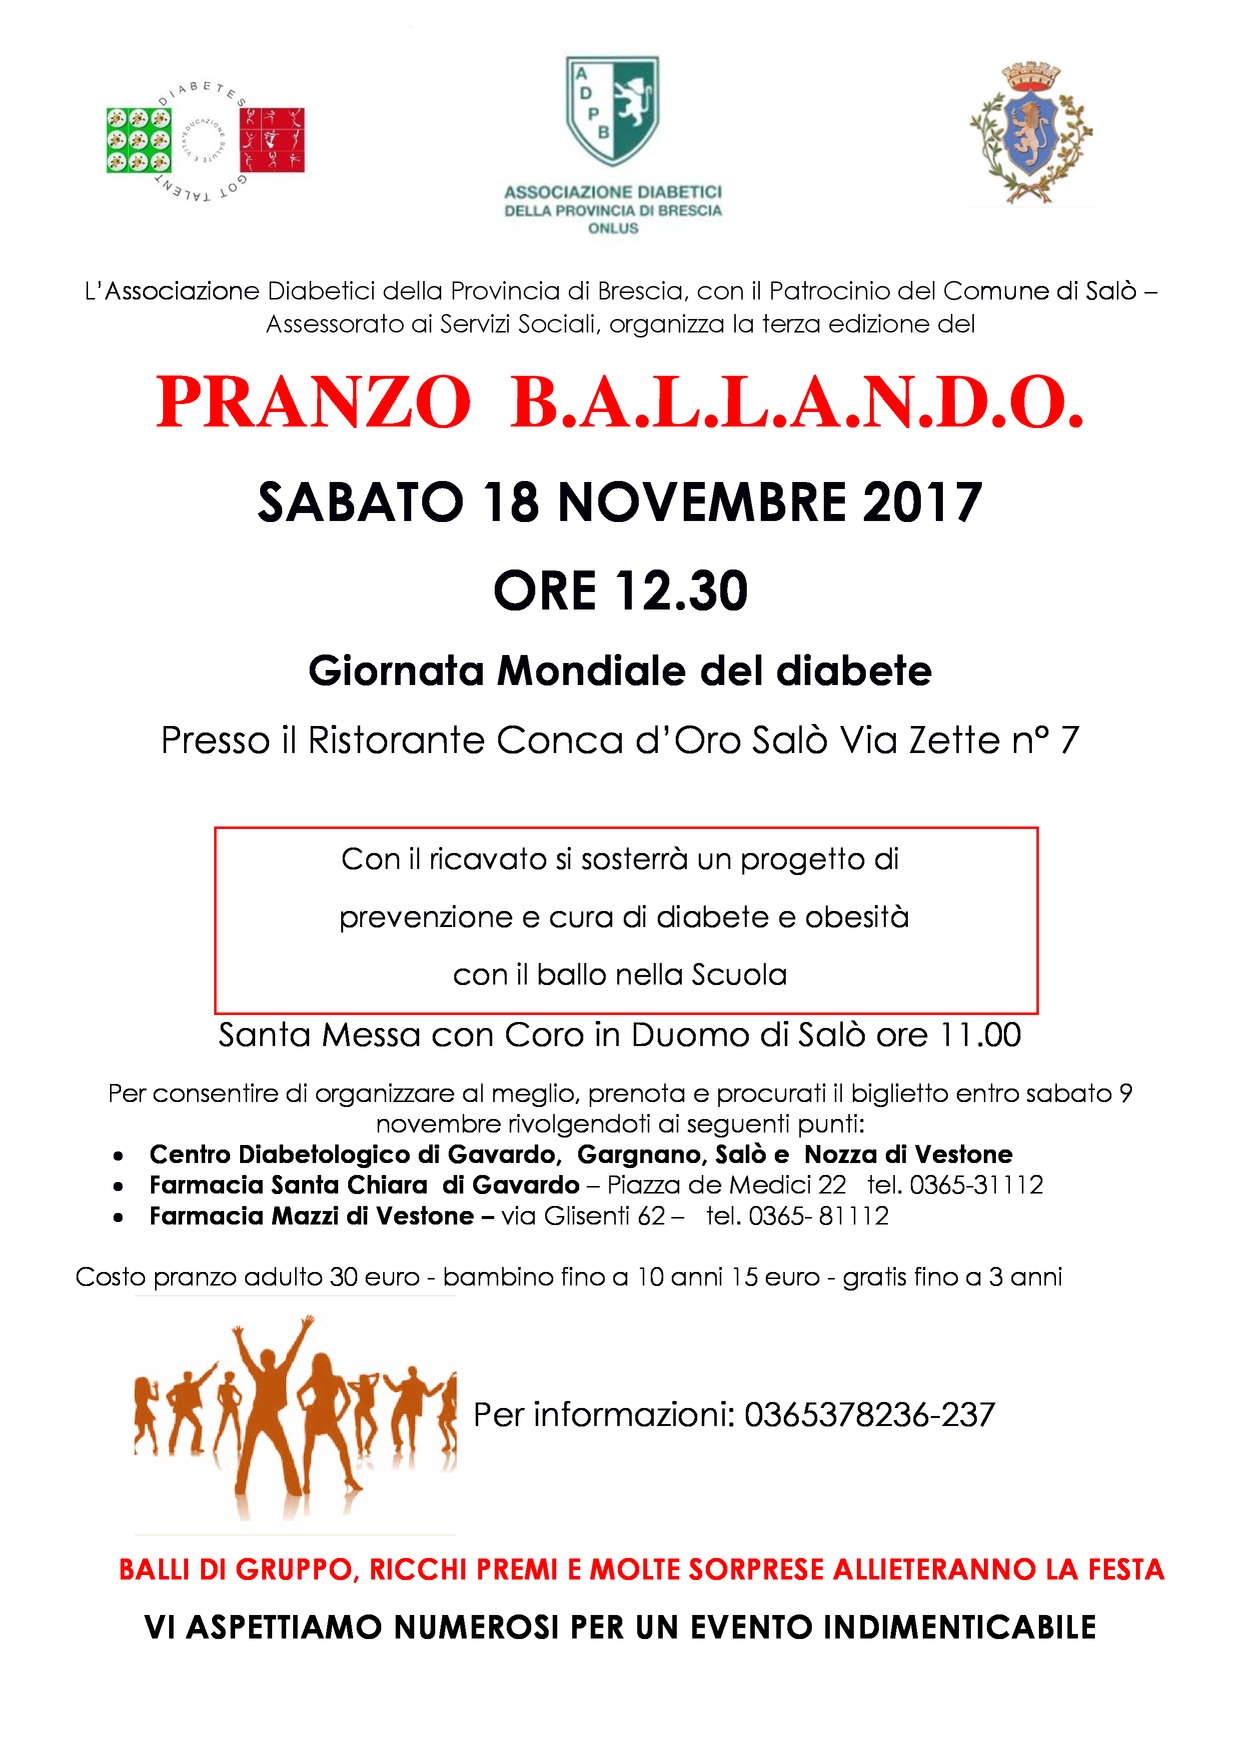 DIABETES
GOT TALENT
"EDUCAZIONE SALUTE E VITA"
A
D
P
B
ASSOCIAZIONE DIABETICI
DELLA PROVINCIA DI BRESCIA
ONLUS
L’Associazione Diabetici della Provincia di Brescia, con il Patrocinio del Comune di Salò –
Assessorato ai Servizi Sociali, organizza la terza edizione del
PRANZO B.A.L.L.A.N.D.O.
SABATO 18 NOVEMBRE 2017
ORE 12.30
Giornata Mondiale del diabete
Presso il Ristorante Conca d’Oro Salò Via Zette n° 7
Con il ricavato si sosterrà un progetto di
prevenzione e cura di diabete e obesità
con il ballo nella Scuola
Santa Messa con Coro in Duomo di Salò ore 11.00
Per consentire di organizzare al meglio, prenota e procurati il biglietto entro sabato 9
novembre rivolgendoti ai seguenti punti:
• Centro Diabetologico di Gavardo, Gargnano, Salò e Nozza di Vestone
• Farmacia Santa Chiara di Gavardo – Piazza de Medici 22 tel. 0365-31112
• Farmacia Mazzi di Vestone – via Glisenti 62 – tel. 0365- 81112
Costo pranzo adulto 30 euro - bambino fino a 10 anni 15 euro - gratis fino a 3 anni
Per informazioni: 0365378236-237
BALLI DI GRUPPO, RICCHI PREMI E MOLTE SORPRESE ALLIETERANNO LA FESTA
VI ASPETTIAMO NUMEROSI PER UN EVENTO INDIMENTICABILE